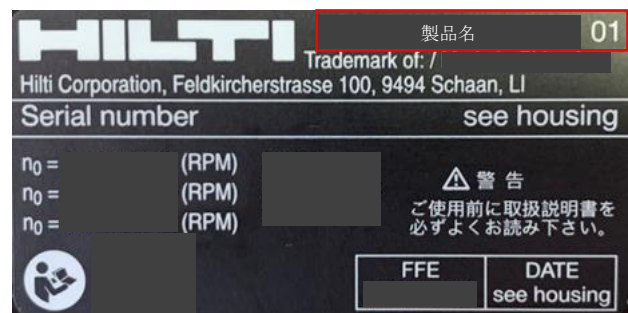 HILTI
製品名 01
Trademark of: /
Hilti Corporation, Feldkircherstrasse 100, 9494 Schaan, LI
Serial number see housing
n₀ = (RPM)
n₀ = (RPM)
n₀ = (RPM)
⚠ 警告
ご使用前に取扱説明書を
必ずよくお読み下さい。
FFE
DATE
see housing